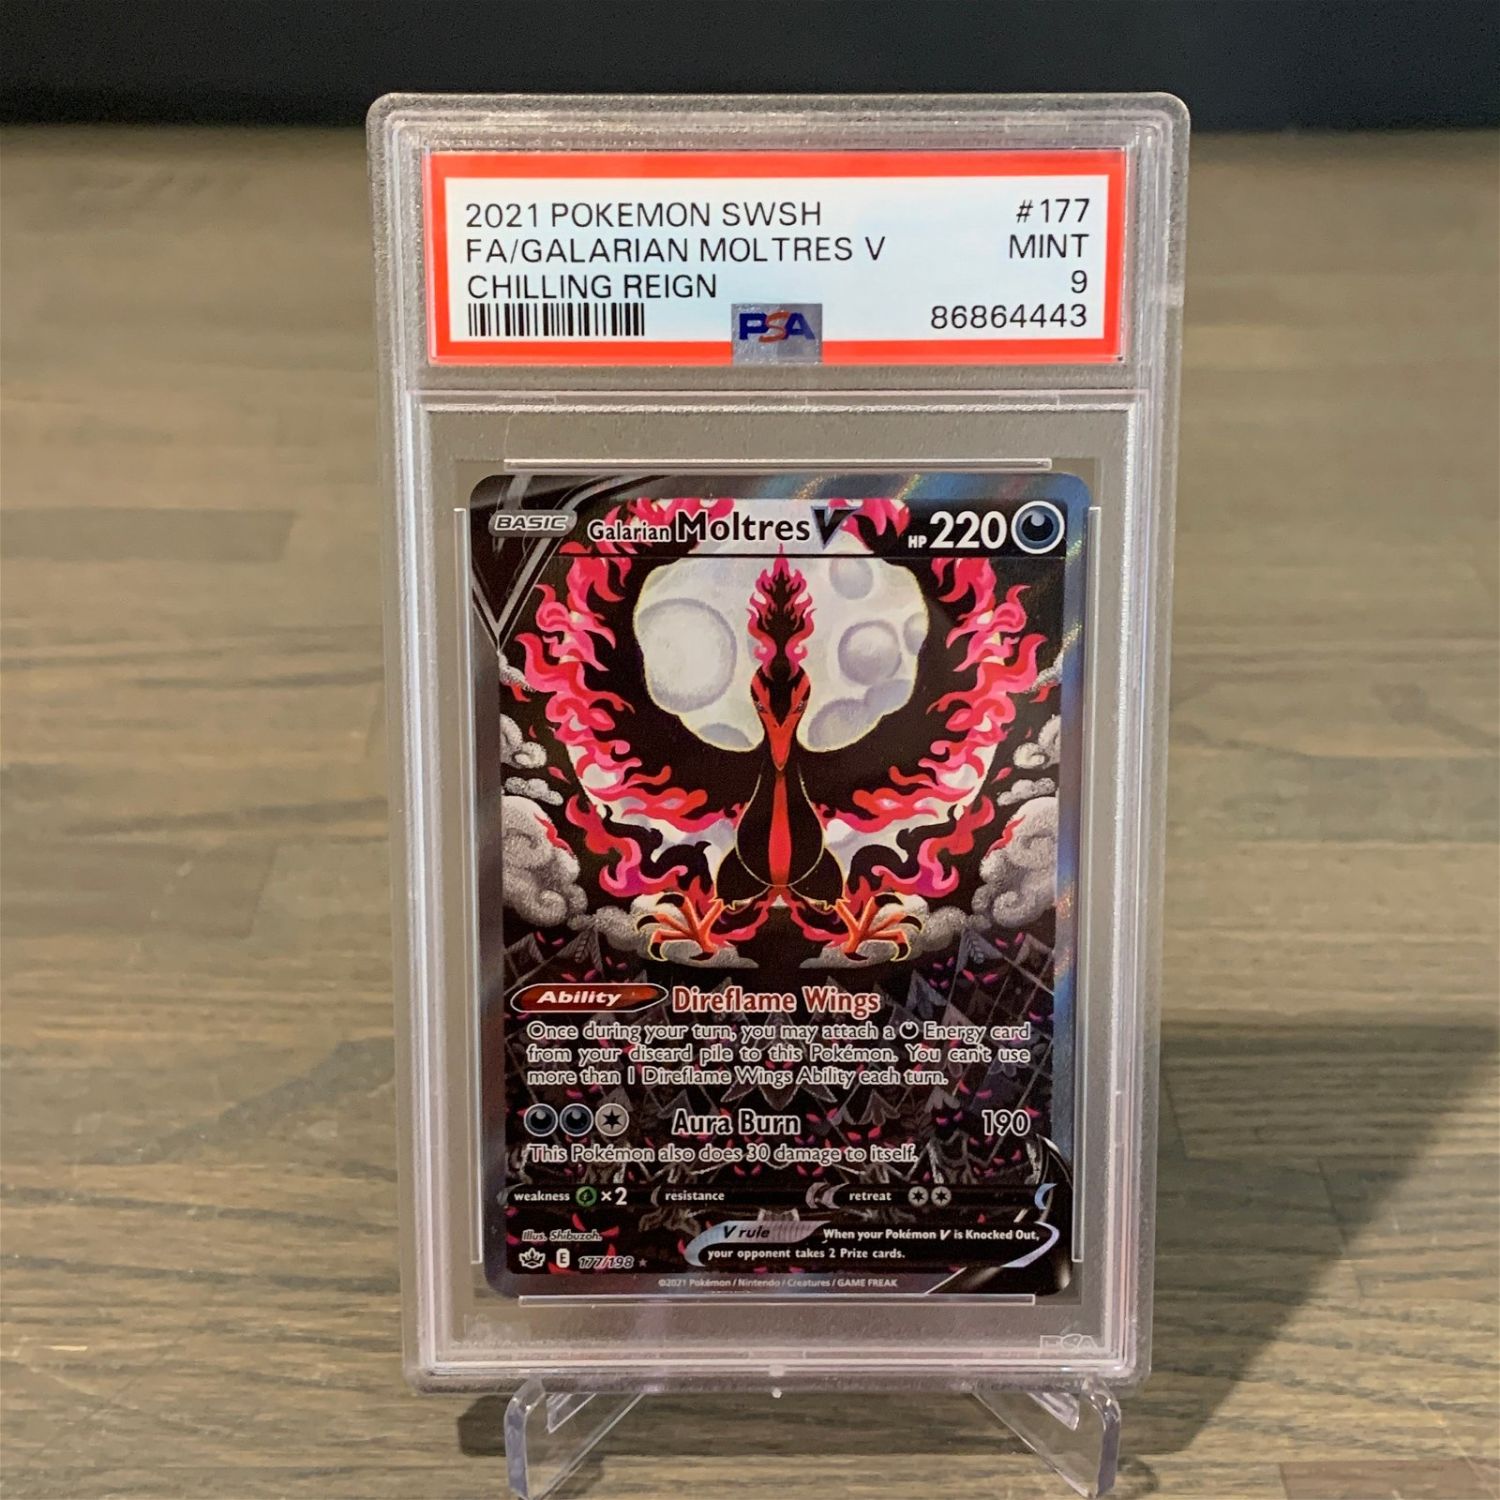 2021 POKEMON SWSH #177
FA/GALARIAN MOLTRES V MINT
CHILLING REIGN 9
PSA 86864443
BASIC Galarian Moltres V HP 220
Ability Direflame Wings
Once during your turn, you may attach a Energy card
from your discard pile to this Pokémon. You can't use
more than 1 Direflame Wings Ability each turn.
Aura Burn 190
This Pokémon also does 30 damage to itself.
weakness ×2 resistance retreat
Illus. Shibuzoh.
V rule When your Pokémon V is Knocked Out,
your opponent takes 2 Prize cards.
E 177/198
©2021 Pokémon / Nintendo / Creatures / GAME FREAK
PSA